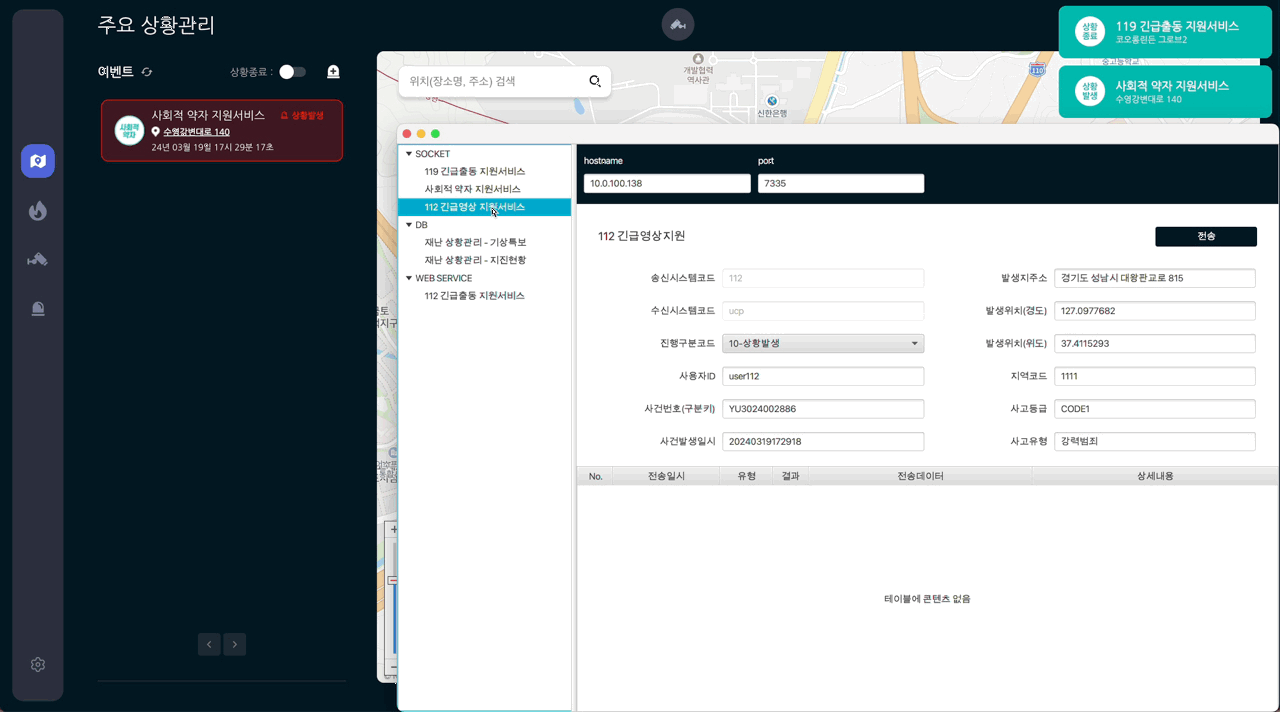 주요 상황관리
이벤트
상황종료 :
사회적
약자
사회적 약자 지원서비스
상황발생
수영강변대로 140
24년 03월 19일 17시 29분 17초
위치(장소명, 주소) 검색
개발협력
역사관
신한은행
110
숭고등학교
상황
종료
119 긴급출동 지원서비스
코오롱린든 그로브2
상황
발생
사회적 약자 지원서비스
수영강변대로 140
SOCKET
119 긴급출동 지원서비스
사회적 약자 지원서비스
112 긴급영상 지원서비스
DB
재난 상황관리 - 기상특보
재난 상황관리 - 지진현황
WEB SERVICE
112 긴급출동 지원서비스
hostname
port
10.0.100.138
7335
112 긴급영상지원
전송
송신시스템코드
112
발생지주소
경기도 성남시 대왕판교로 815
수신시스템코드
ucp
발생위치(경도)
127.0977682
진행구분코드
10-상황발생
발생위치(위도)
37.4115293
사용자ID
user112
지역코드
1111
사건번호(구분키)
YU3024002886
사고등급
CODE1
사건발생일시
20240319172918
사고유형
강력범죄
No.
전송일시
유형
결과
전송데이터
상세내용
테이블에 콘텐츠 없음